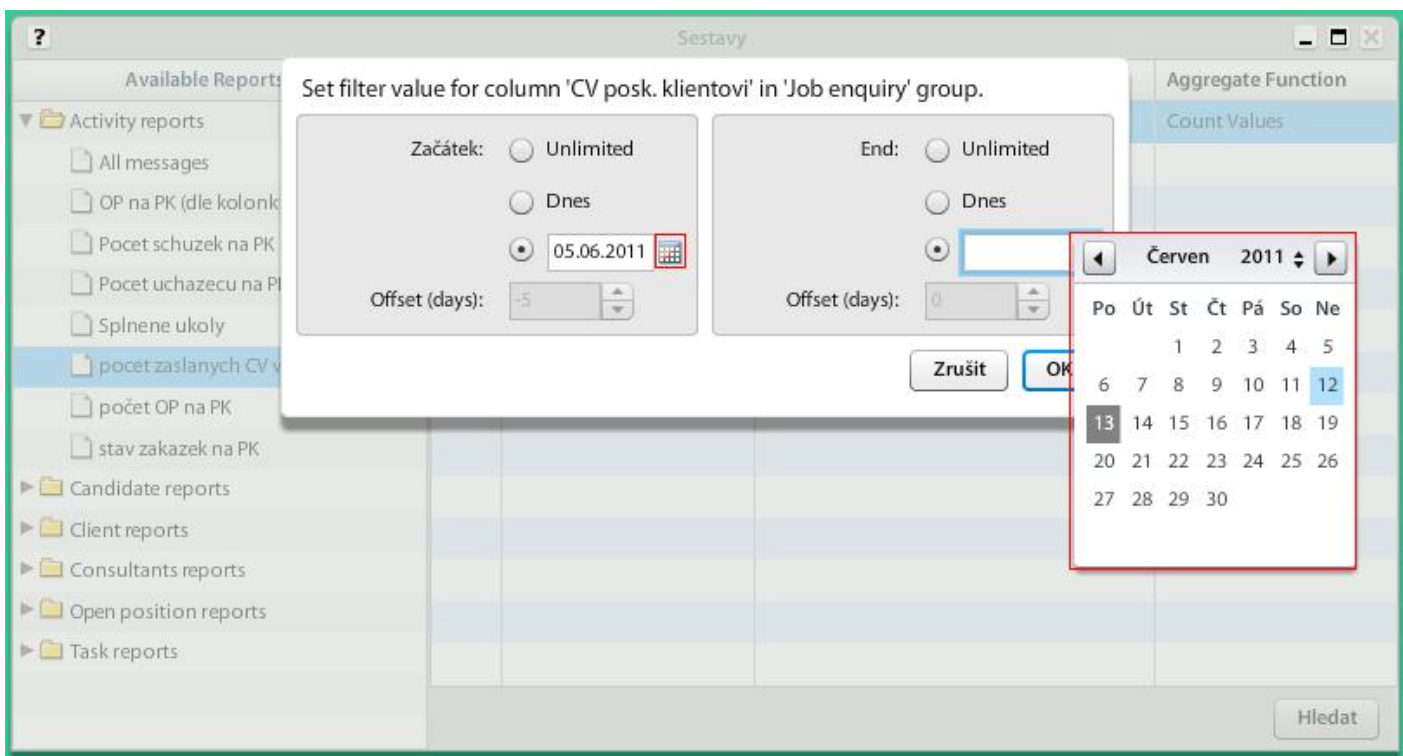 ?
Sestavy
Available Reports
Aggregate Function
Activity reports
Count Values
All messages
OP na PK (dle kolonk
Pocet schuzek na PK
Pocet uchazecu na
Splnene ukoly
pocet zaslanych CV
počet OP na PK
stav zakazek na PK
Candidate reports
Client reports
Consultants reports
Open position reports
Task reports
Set filter value for column 'CV posk. klientovi' in 'Job enquiry' group.
Začátek: Unlimited
Dnes
05.06.2011
Offset (days): -5
End: Unlimited
Dnes
Offset (days): 0
Zrušit
OK
Červen 2011
Po Út St Čt Pá So Ne
1 2 3 4 5
6 7 8 9 10 11 12
13 14 15 16 17 18 19
20 21 22 23 24 25 26
27 28 29 30
Hledat